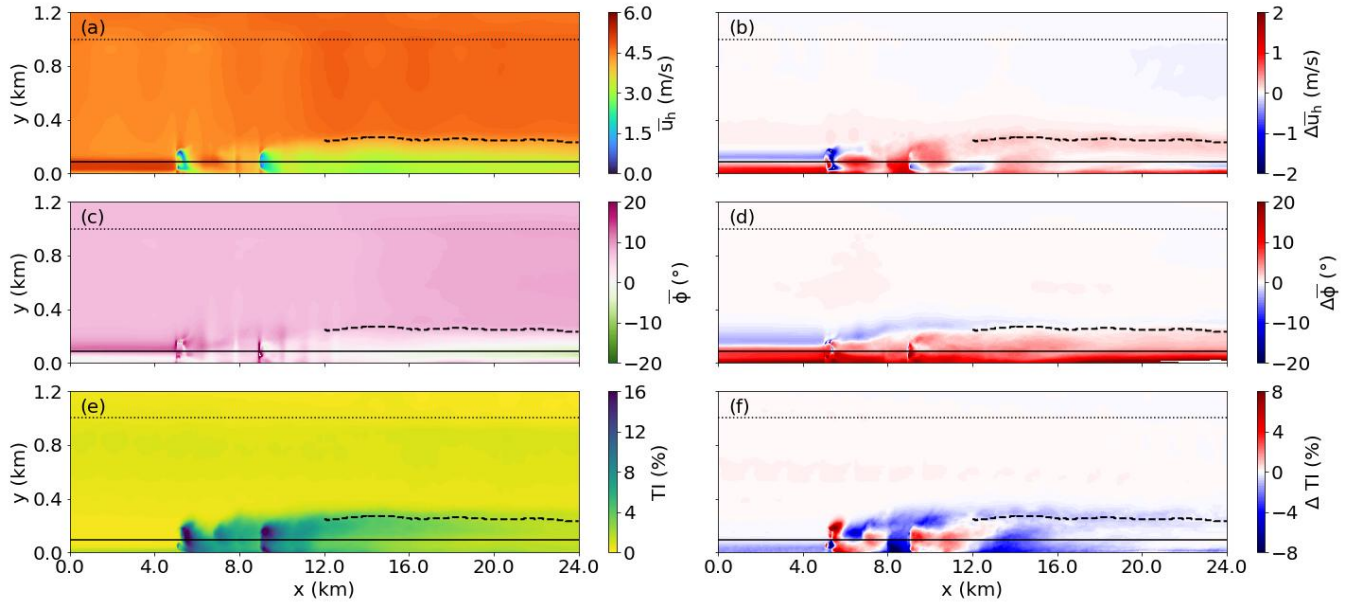 (a)
1.2
0.8
0.4
0.0
y (km)
6.0
4.5
3.0
1.5
0.0
u̅ₕ (m/s)
(b)
2
1
0
−1
−2
Δu̅ₕ (m/s)
(c)
1.2
0.8
0.4
0.0
y (km)
20
10
0
−10
−20
ϕ̅ (°)
(d)
20
10
0
−10
−20
Δϕ̅ (°)
(e)
1.2
0.8
0.4
0.0
y (km)
0.0 4.0 8.0 12.0 16.0 20.0 24.0
x (km)
16
12
8
4
0
TI (%)
(f)
0.0 4.0 8.0 12.0 16.0 20.0 24.0
x (km)
8
4
0
−4
−8
Δ TI (%)